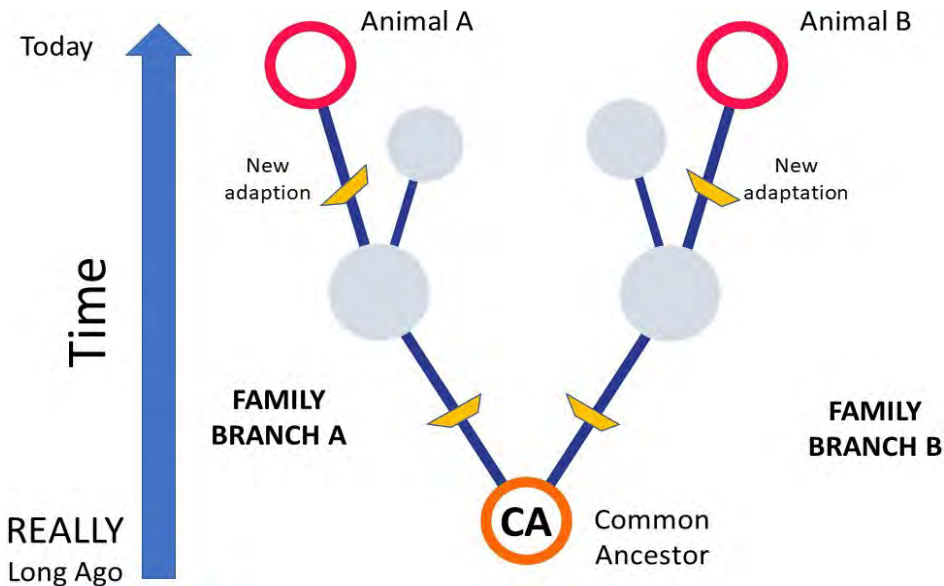 Animal A
Animal B
Today
New
adaption
New
adaptation
Time
FAMILY
BRANCH A
FAMILY
BRANCH B
CA
Common
Ancestor
REALLY
Long Ago